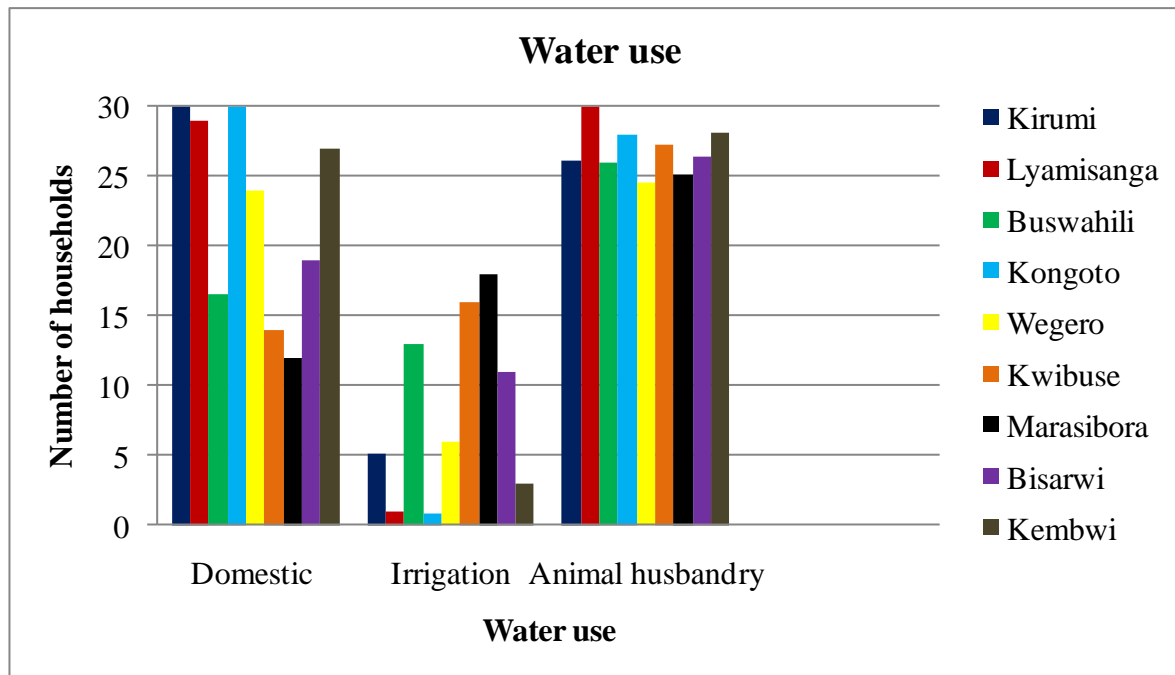 Water use
Number of households
30
25
20
15
10
5
0
Domestic
Irrigation
Animal husbandry
Water use
Kirumi
Lyamisanga
Buswahili
Kongoto
Wegero
Kwibuse
Marasibora
Bisarwi
Kembwi